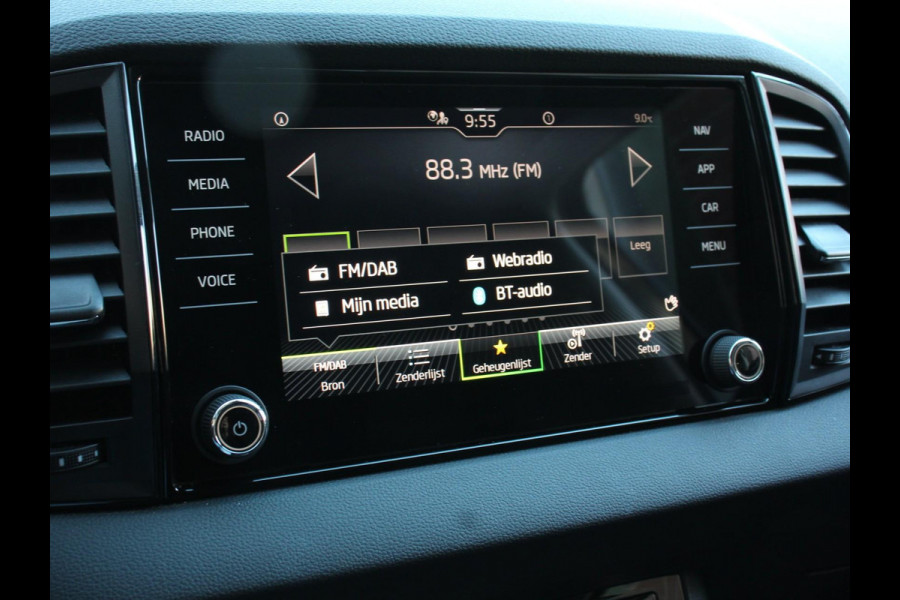 RADIO
MEDIA
PHONE
VOICE
9:55
9.0°C
88.3 MHz (FM)
Leeg
FM/DAB
Webradio
Mijn media
BT-audio
FM/DAB
Bron
Zenderlijst
Geheugenlijst
Zender
Setup
NAV
APP
CAR
MENU